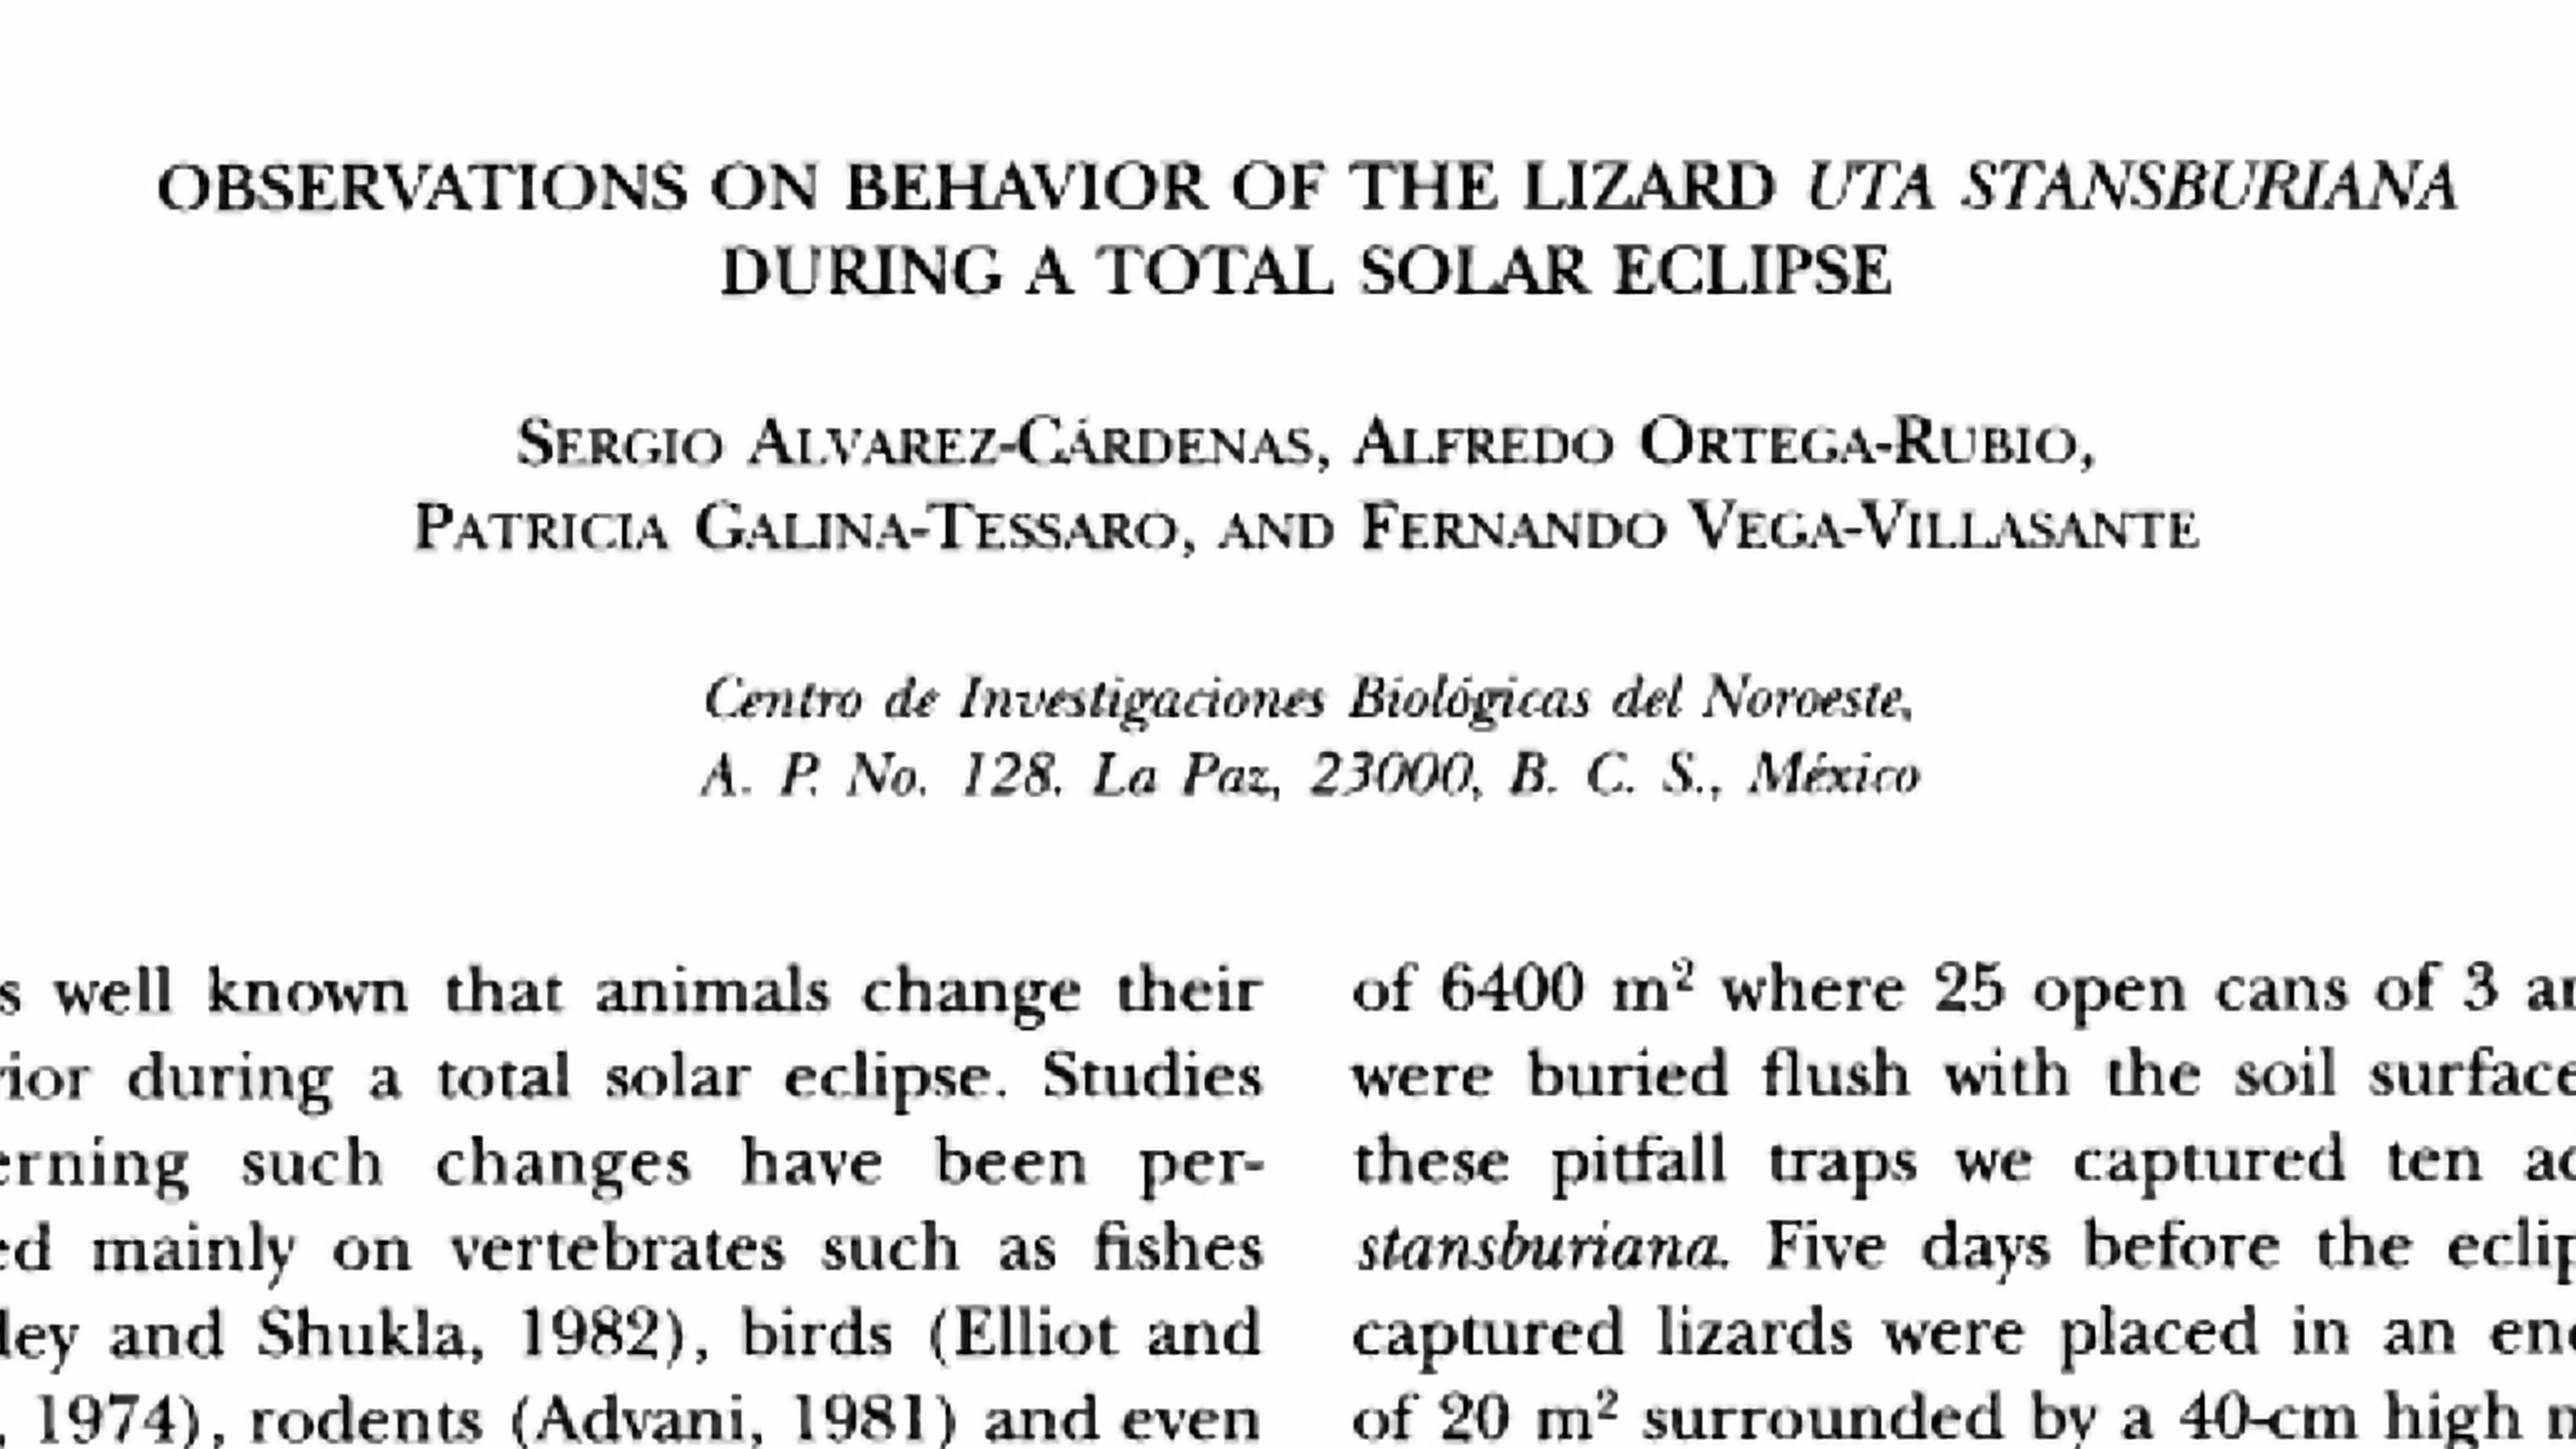 OBSERVATIONS ON BEHAVIOR OF THE LIZARD UTA STANSBURIANA
DURING A TOTAL SOLAR ECLIPSE
SERGIO ALVAREZ-CÁRDENAS, ALFREDO ORTEGA-RUBIO,
PATRICIA GALINA-TESSARO, AND FERNANDO VEGA-VILLASANTE
Centro de Investigaciones Biológicas del Noroeste,
A. P. No. 128. La Paz, 23000, B. C. S., México
well known that animals change their
during a total solar eclipse. Studies
such changes have been per-
mainly on vertebrates such as fishes
and Shukla, 1982), birds (Elliot and
1974), rodents (Advani, 1981) and even
of 6400 m² where 25 open cans of 3
were buried flush with the soil surface
these pitfall traps we captured ten
stansburiana. Five days before the
captured lizards were placed in an
of 20 m² surrounded by a 40-cm high